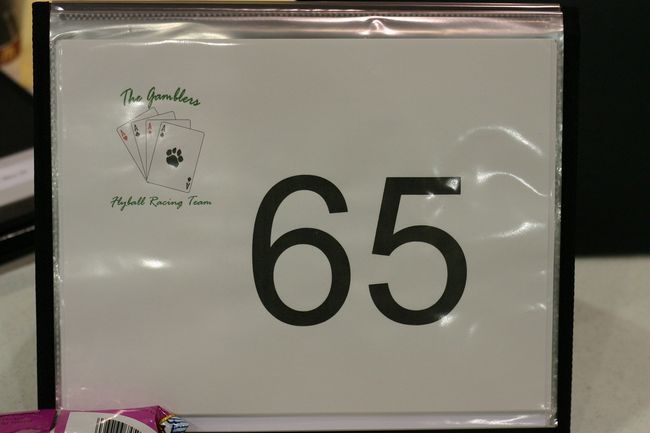 The Gamblers
A A A A
A
Flyball Racing Team
65